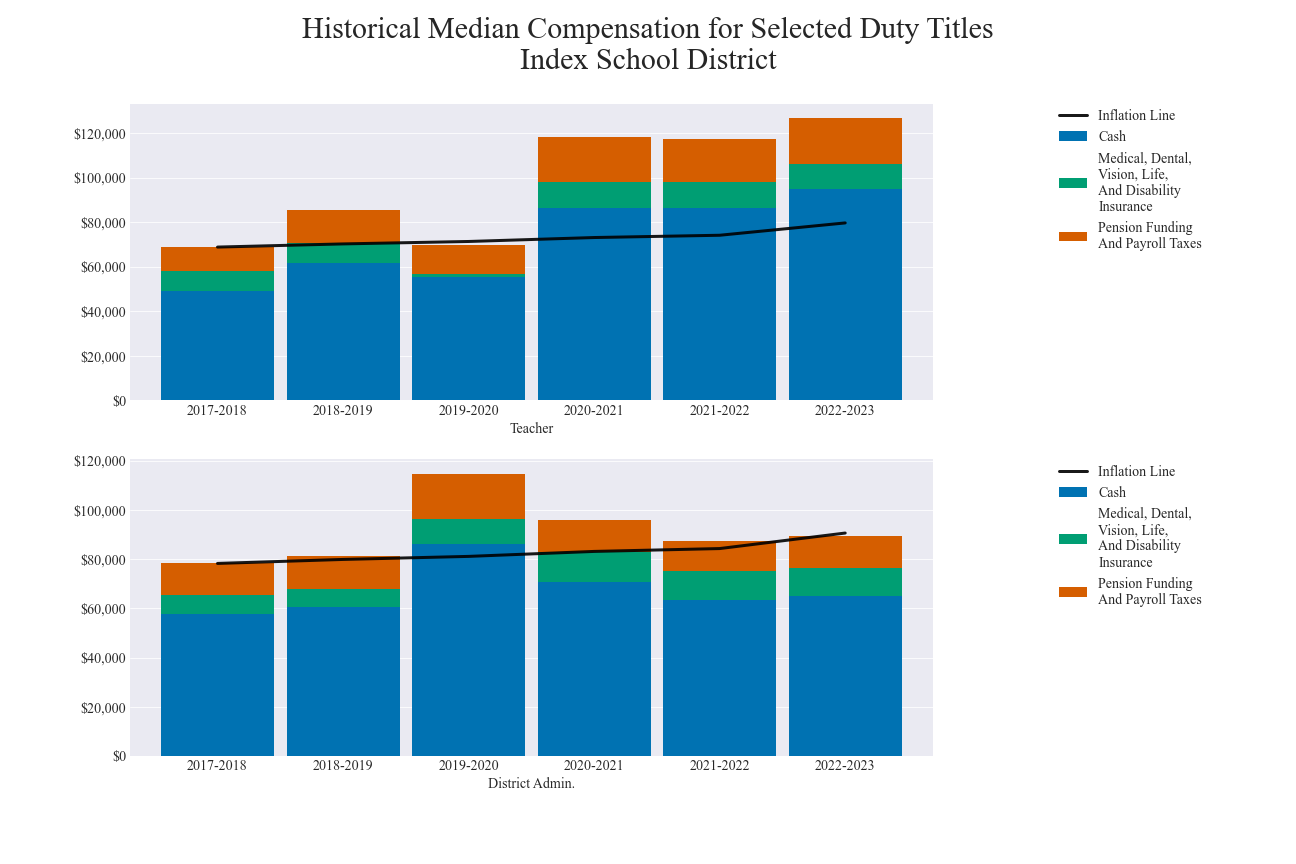 Historical Median Compensation for Selected Duty Titles
Index School District
$120,000
$100,000
$80,000
$60,000
$40,000
$20,000
$0
2017-2018 2018-2019 2019-2020 2020-2021 2021-2022 2022-2023
Teacher
Inflation Line
Cash
Medical, Dental,
Vision, Life,
And Disability
Insurance
Pension Funding
And Payroll Taxes
$120,000
$100,000
$80,000
$60,000
$40,000
$20,000
$0
2017-2018 2018-2019 2019-2020 2020-2021 2021-2022 2022-2023
District Admin.
Inflation Line
Cash
Medical, Dental,
Vision, Life,
And Disability
Insurance
Pension Funding
And Payroll Taxes